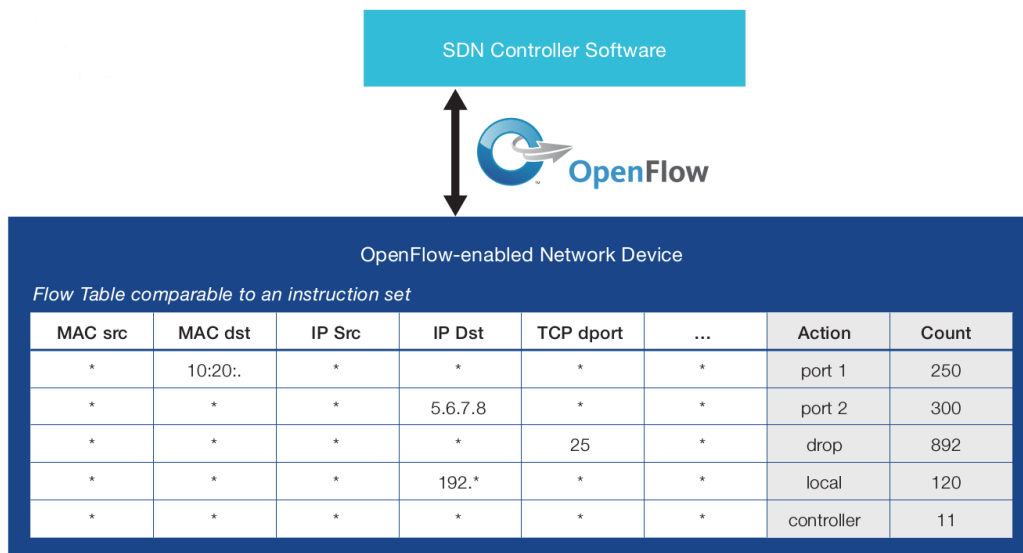 SDN Controller Software
OpenFlow
™
OpenFlow-enabled Network Device
Flow Table comparable to an instruction set
MAC src MAC dst IP Src IP Dst TCP dport ... Action Count
* 10:20:. * * * * port 1 250
* * * 5.6.7.8 * * port 2 300
* * * * 25 * drop 892
* * * 192.* * * local 120
* * * * * * controller 11